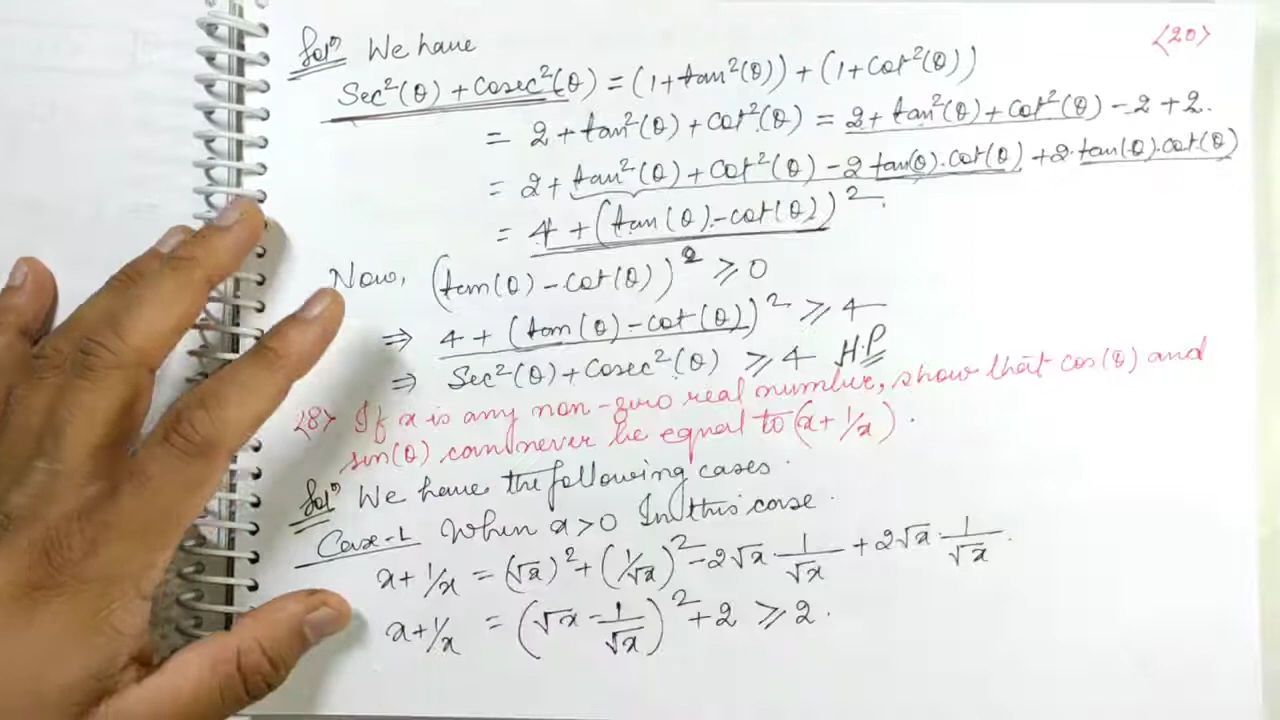 <20>
Solⁿ We have
Sec²(θ) + Cosec²(θ) = (1+tan²(θ)) + (1+Cot²(θ))
= 2 + tan²(θ) + Cot²(θ) = 2 + tan²(θ) + Cot²(θ) - 2 + 2.
= 2 + tan²(θ) + Cot²(θ) - 2 tan(θ).Cot(θ) + 2.tan(θ).cot(θ)
= 4 + (tan(θ) - cot(θ))².
Now, (tan(θ) - Cot(θ))² ⩾ 0
⇒ 4 + (tan(θ) - cot(θ))² ⩾ 4
⇒ Sec²(θ) + Cosec²(θ) ⩾ 4 H.P
<8> If x is any non-zero real number, show that cos(θ) and
sin(θ) can never be equal to (x + 1/x).
Solⁿ We have the following cases.
Case-1 When x > 0 In this case.
x + 1/x = (√x)² + (1/√x)² - 2√x · 1/√x + 2√x · 1/√x.
x + 1/x = (√x - 1/√x)² + 2 ⩾ 2.